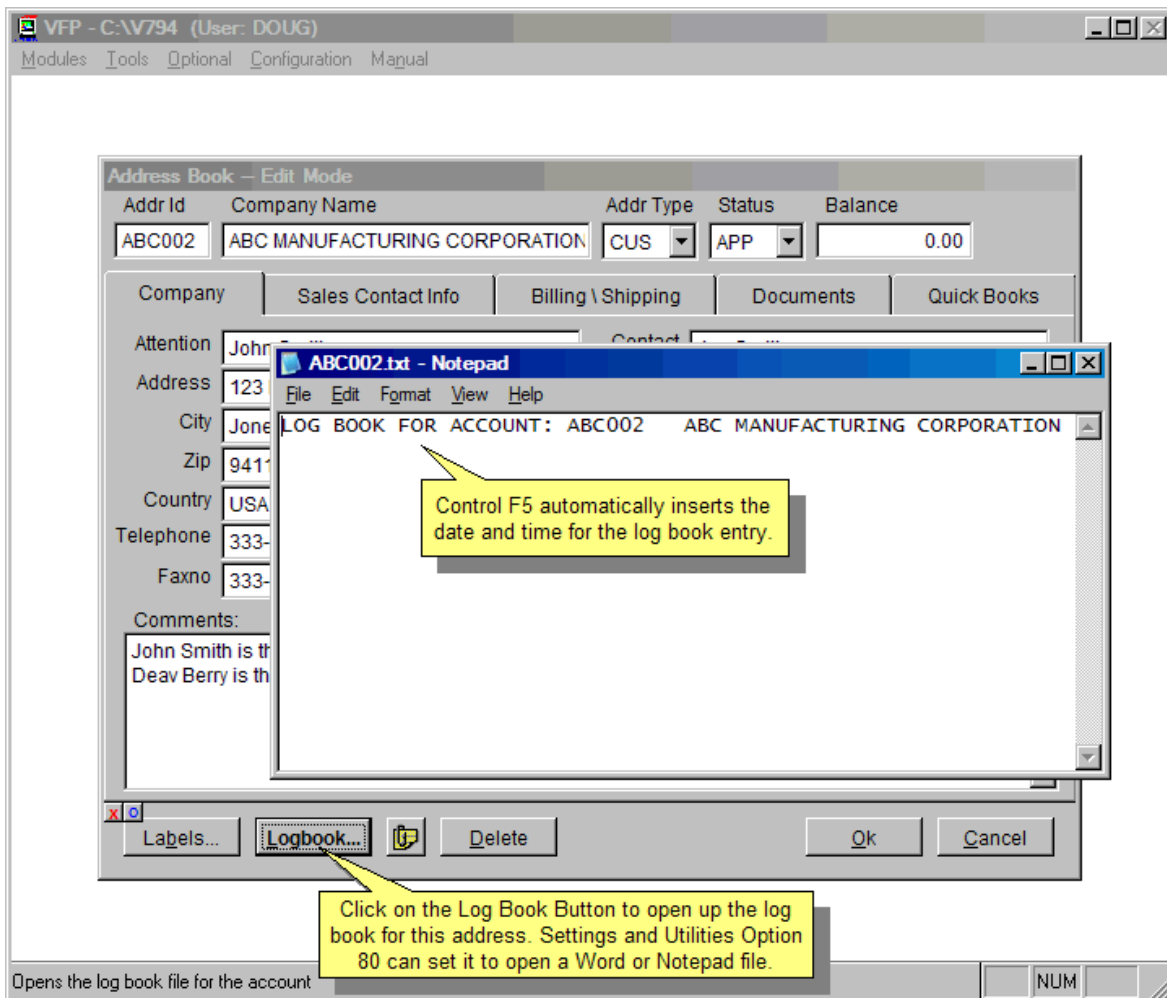 VFP - C:\V794 (User: DOUG)
Modules Tools Optional Configuration Manual
Address Book – Edit Mode
Addr Id Company Name Addr Type Status Balance
ABC002 ABC MANUFACTURING CORPORATION CUS APP 0.00
Company Sales Contact Info Billing \ Shipping Documents Quick Books
Attention John Contact
Address 123
City Jone
Zip 9411
Country USA
Telephone 333-
Faxno 333-
Comments:
John Smith is th
Deav Berry is th
ABC002.txt - Notepad
File Edit Format View Help
LOG BOOK FOR ACCOUNT: ABC002 ABC MANUFACTURING CORPORATION
Control F5 automatically inserts the
date and time for the log book entry.
x o
Labels... Logbook... Delete Ok Cancel
Click on the Log Book Button to open up the log
book for this address. Settings and Utilities Option
80 can set it to open a Word or Notepad file.
Opens the log book file for the account NUM